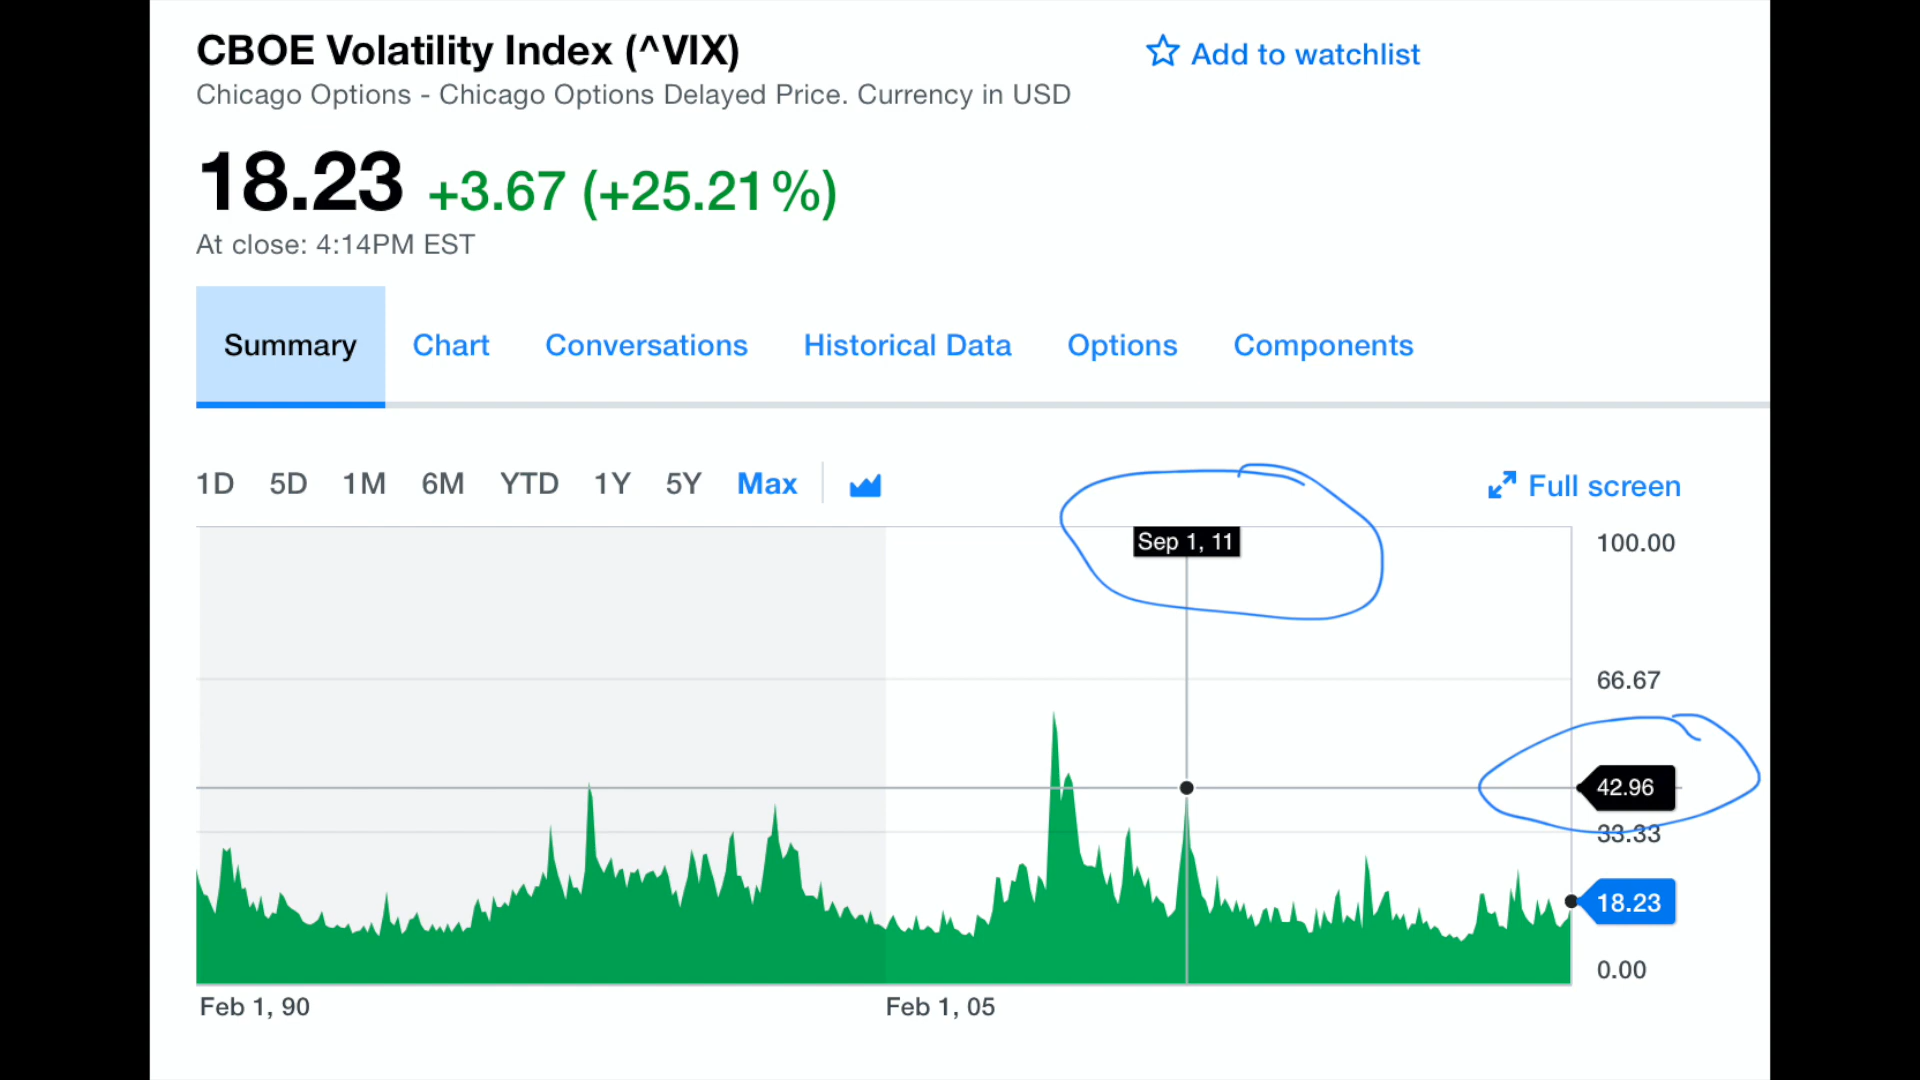 CBOE Volatility Index (^VIX)
Add to watchlist
Chicago Options - Chicago Options Delayed Price. Currency in USD
18.23 +3.67 (+25.21%)
At close: 4:14PM EST
Summary Chart Conversations Historical Data Options Components
1D 5D 1M 6M YTD 1Y 5Y Max Full screen
Sep 1, 11
100.00
66.67
42.96
33.33
18.23
0.00
Feb 1, 90 Feb 1, 05